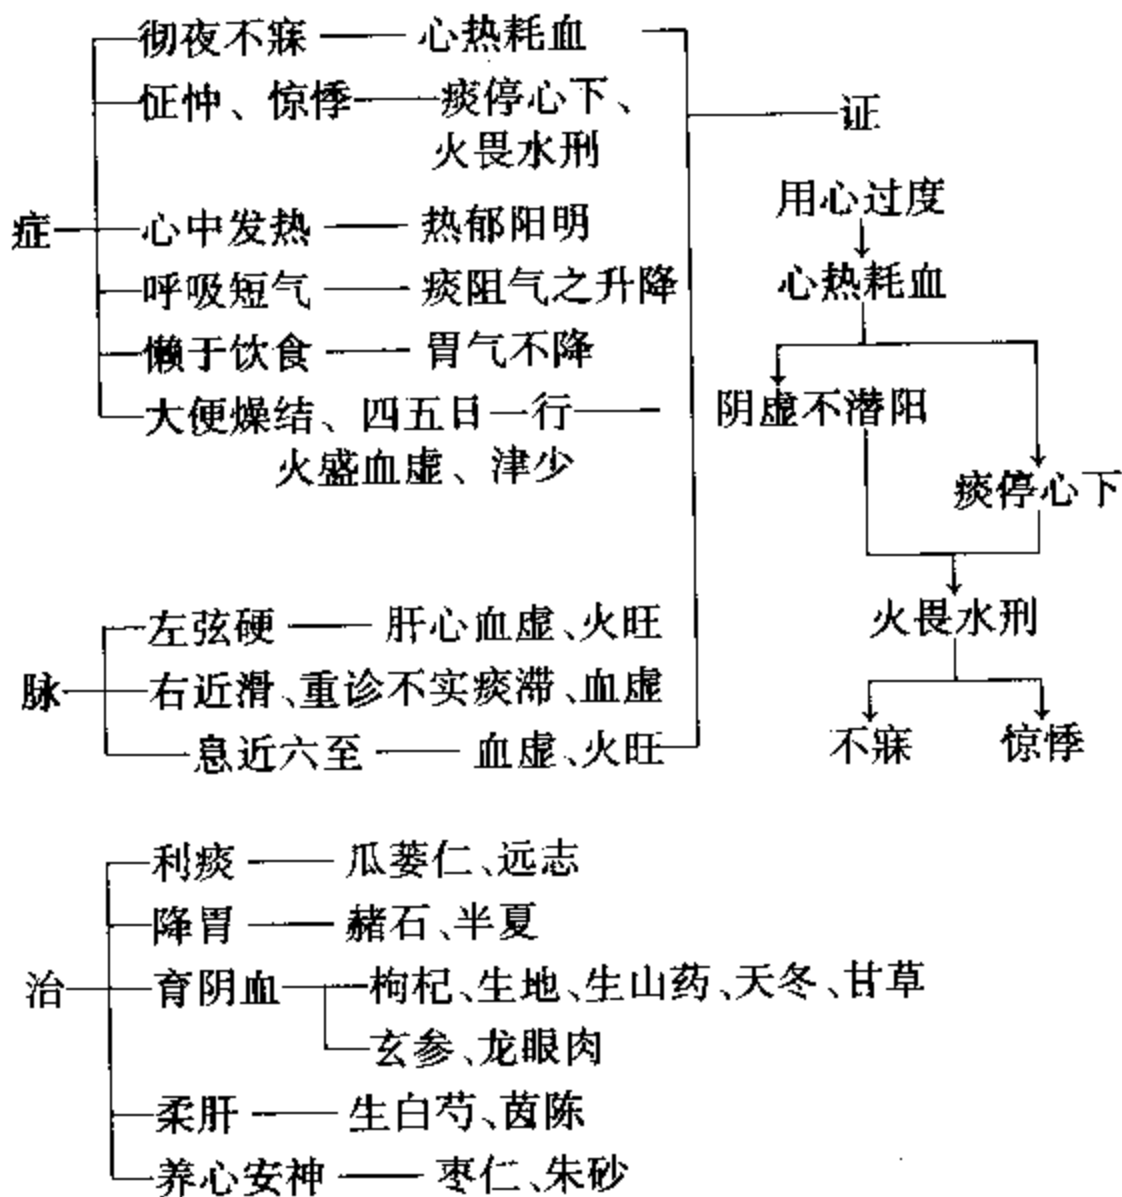 彻夜不寐 心热耗血
怔忡、惊悸 痰停心下、
火畏水刑
症 心中发热 热郁阳明
呼吸短气 痰阻气之升降
懒于饮食 胃气不降
大便燥结、四五日一行
火盛血虚、津少
左弦硬 肝心血虚、火旺
脉 右近滑、重诊不实痰滞、血虚
息近六至 血虚、火旺
证
用心过度
心热耗血
阴虚不潜阳
痰停心下
火畏水刑
不寐 惊悸
利痰 瓜蒌仁、远志
降胃 赭石、半夏
治 育阴血 枸杞、生地、生山药、天冬、甘草
玄参、龙眼肉
柔肝 生白芍、茵陈
养心安神 枣仁、朱砂